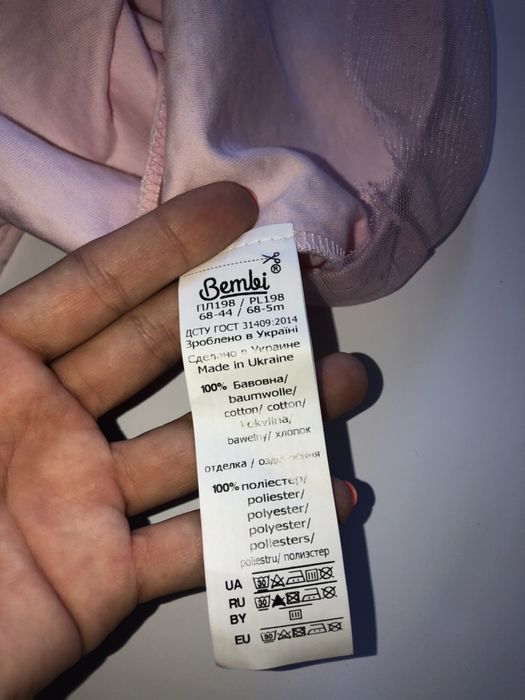 Bembi®
ПЛ198 / PL198
68-44 / 68-5m
ДСТУ ГОСТ 31409:2014
Зроблено в Україні
Сделано в Украине
Made in Ukraine
100% Бавовна/
baumwolle/
cotton/ cotton/
kokvilna/
bawelny/ хлопок
отделка /
100% поліестер/
poliester/
polyester/
polyester/
poliesters/
poliestru/ полиэстер
UA
RU
BY
EU